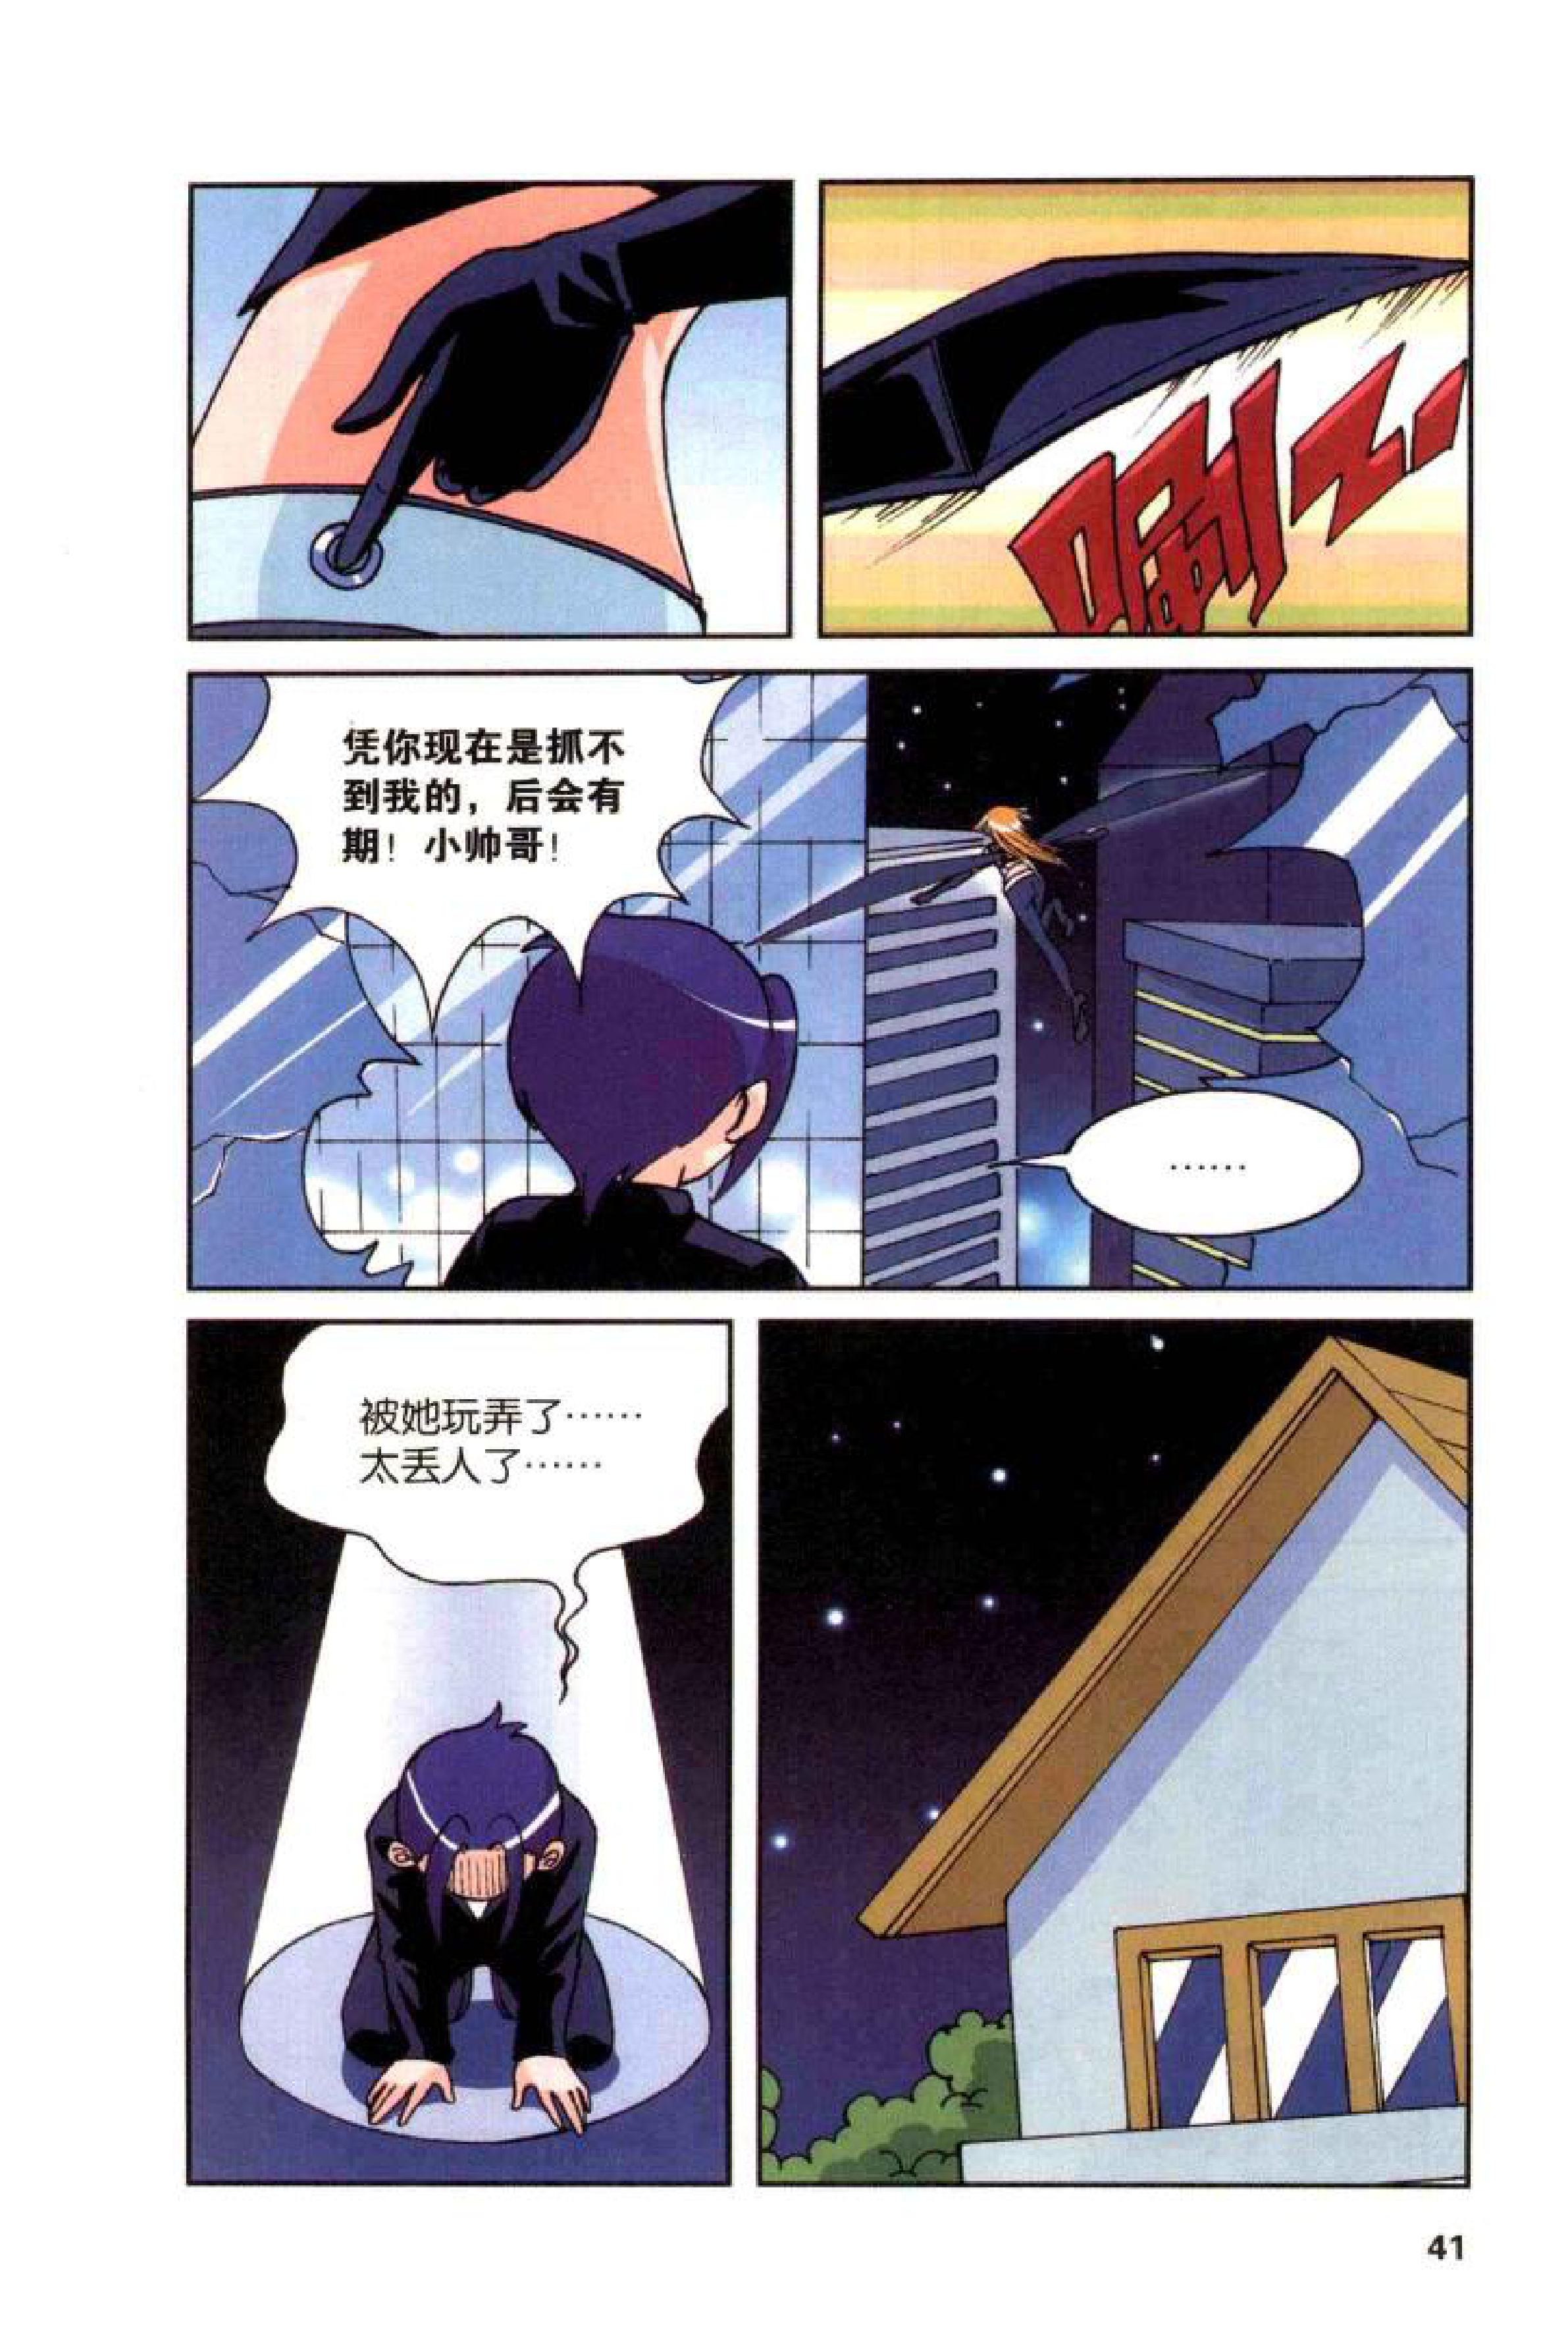 凭你现在是抓不
到我的，后会有
期！小帅哥！
……
被她玩弄了……
太丢人了……
41